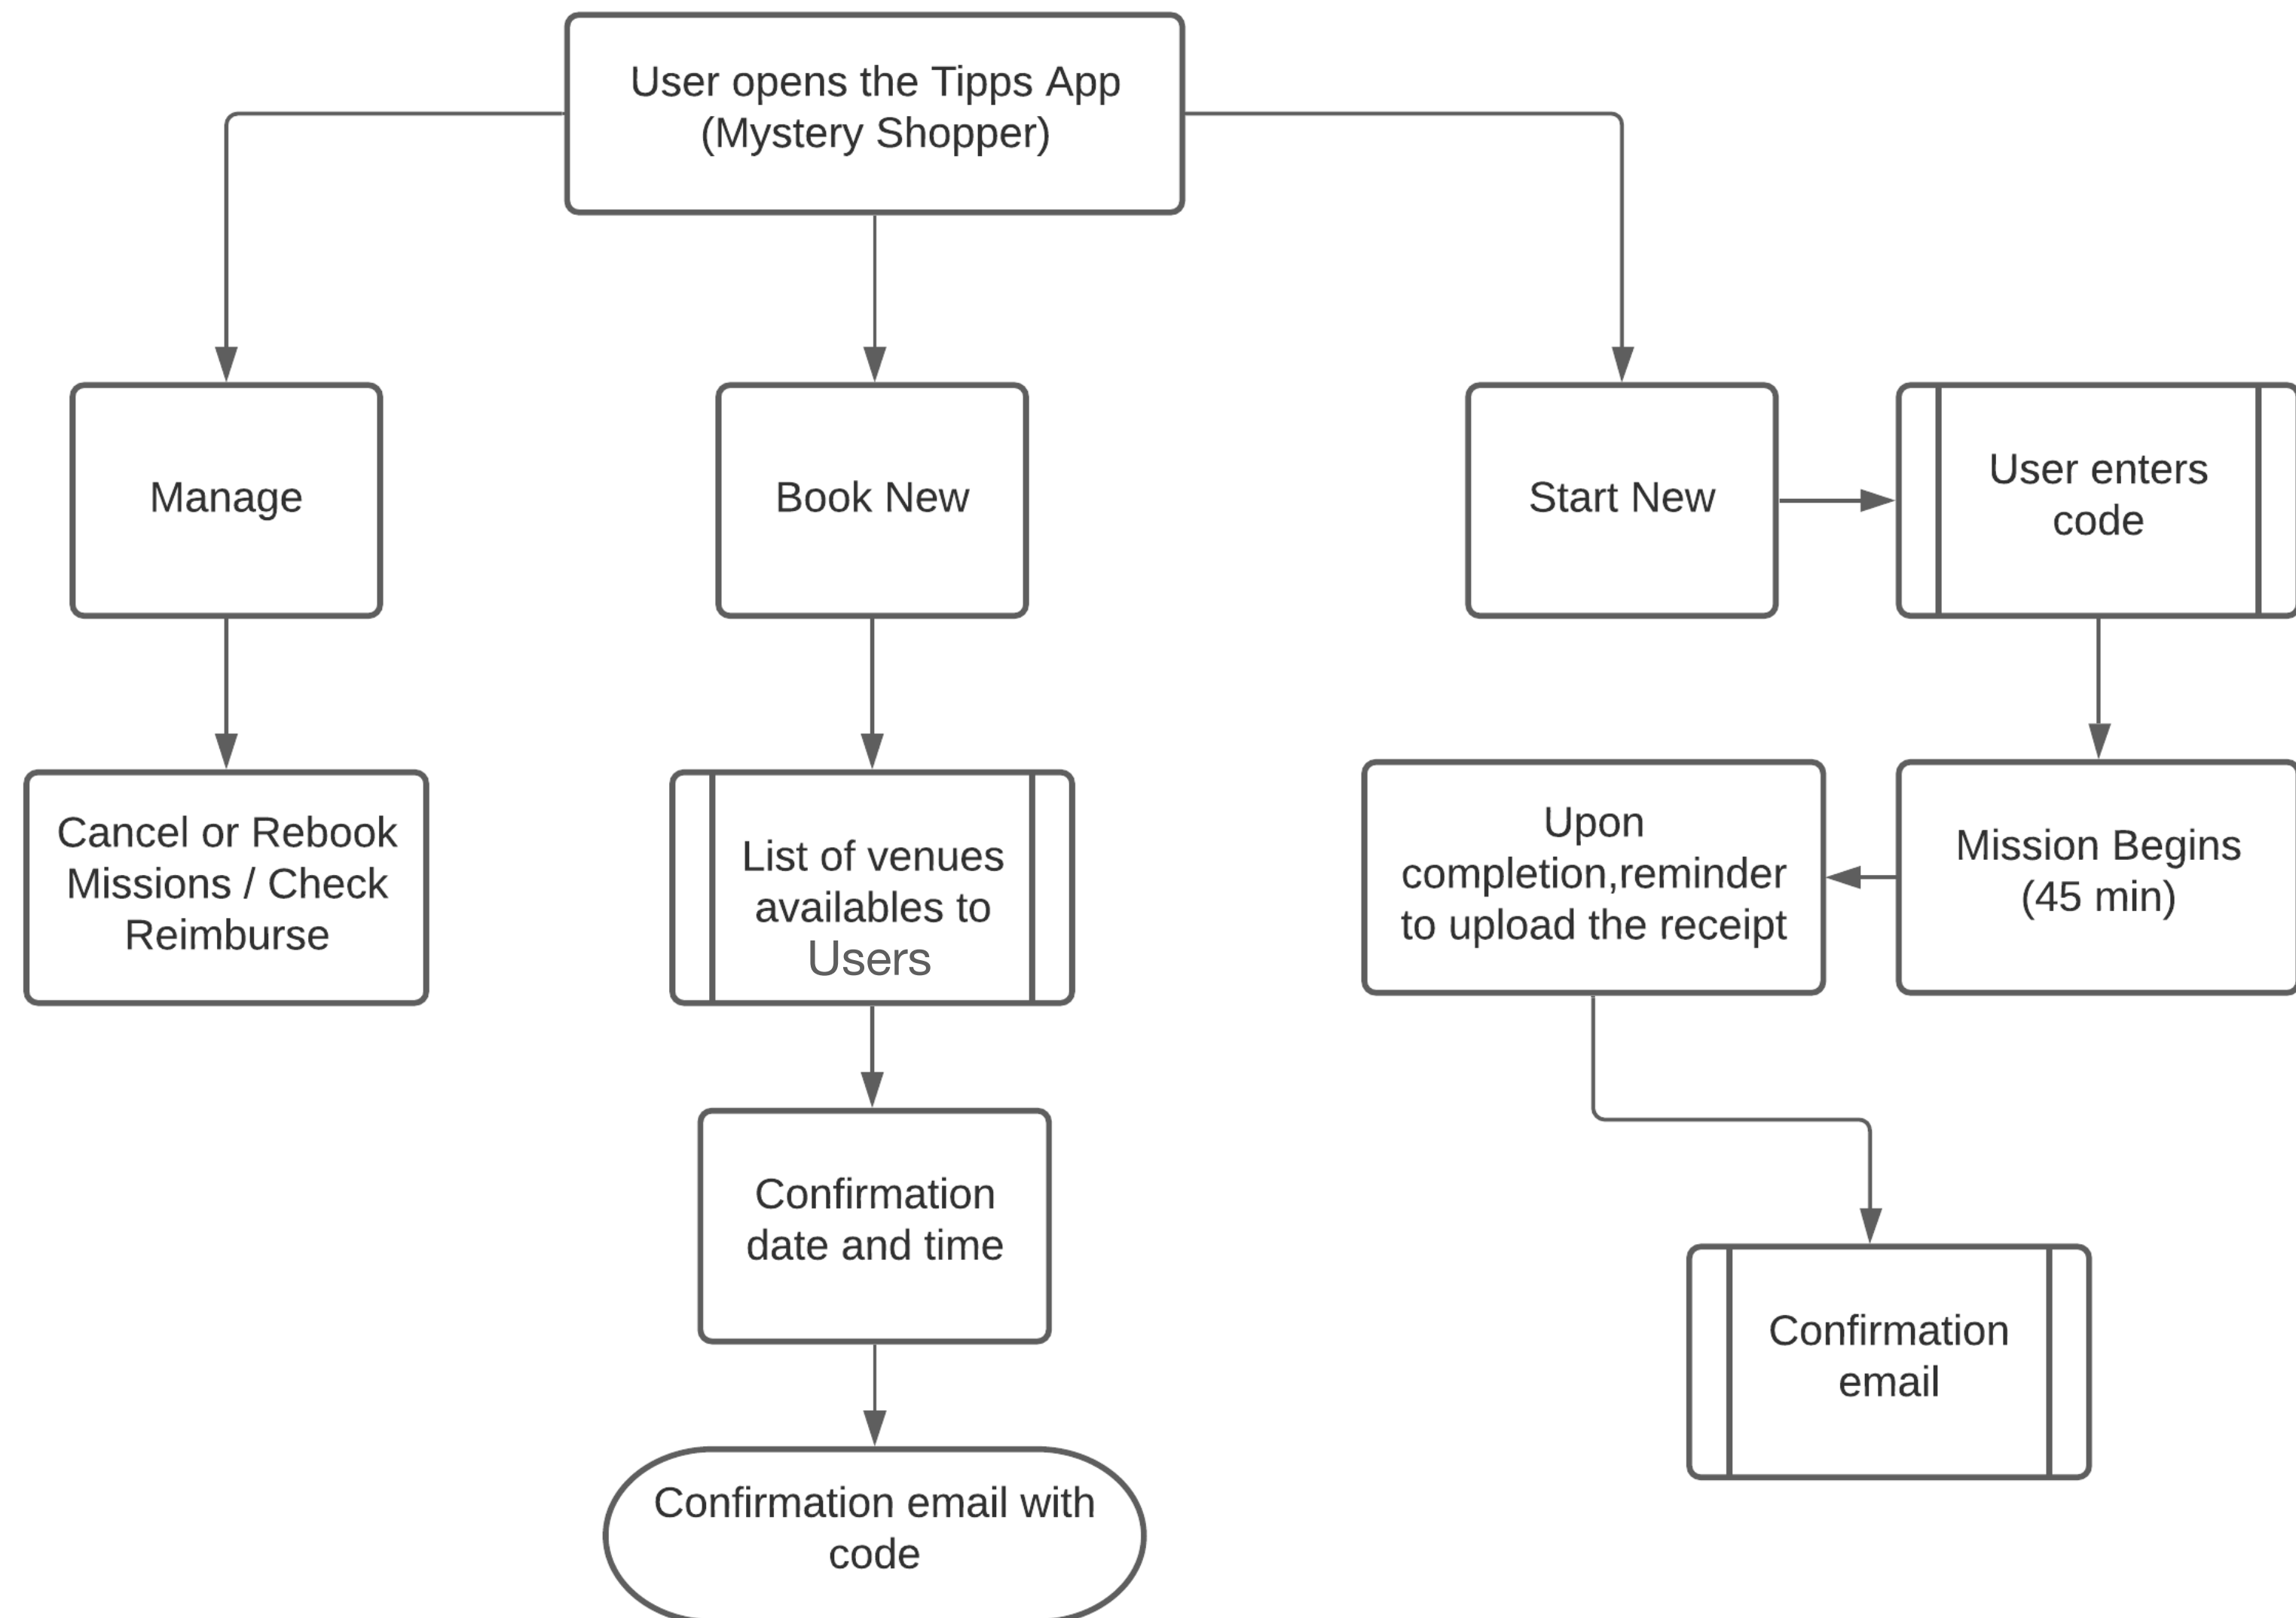 User opens the Tipps App
(Mystery Shopper)
Manage
Book New
Start New
User enters
code
Cancel or Rebook
Missions / Check
Reimburse
List of venues
availables to
Users
Upon
completion,reminder
to upload the receipt
Mission Begins
(45 min)
Confirmation
date and time
Confirmation
email
Confirmation email with
code